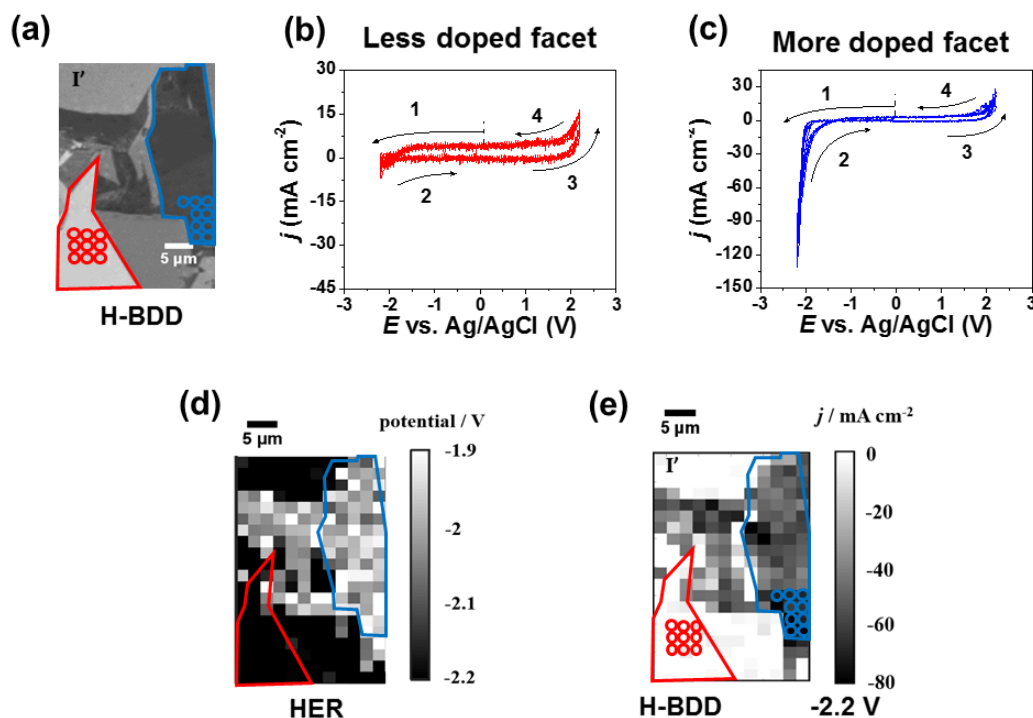 (a)
I'
5 μm
H-BDD
(b)
Less doped facet
30
15
0
-15
-30
-45
j (mA cm-2)
1
4
2
3
-3 -2 -1 0 1 2 3
E vs. Ag/AgCl (V)
(c)
More doped facet
30
0
-30
-60
-90
-120
-150
j (mA cm-2)
1
4
2
3
-3 -2 -1 0 1 2 3
E vs. Ag/AgCl (V)
(d)
5 μm
potential / V
-1.9
-2
-2.1
-2.2
HER
(e)
5 μm
I'
j / mA cm-2
0
-20
-40
-60
-80
H-BDD
-2.2 V